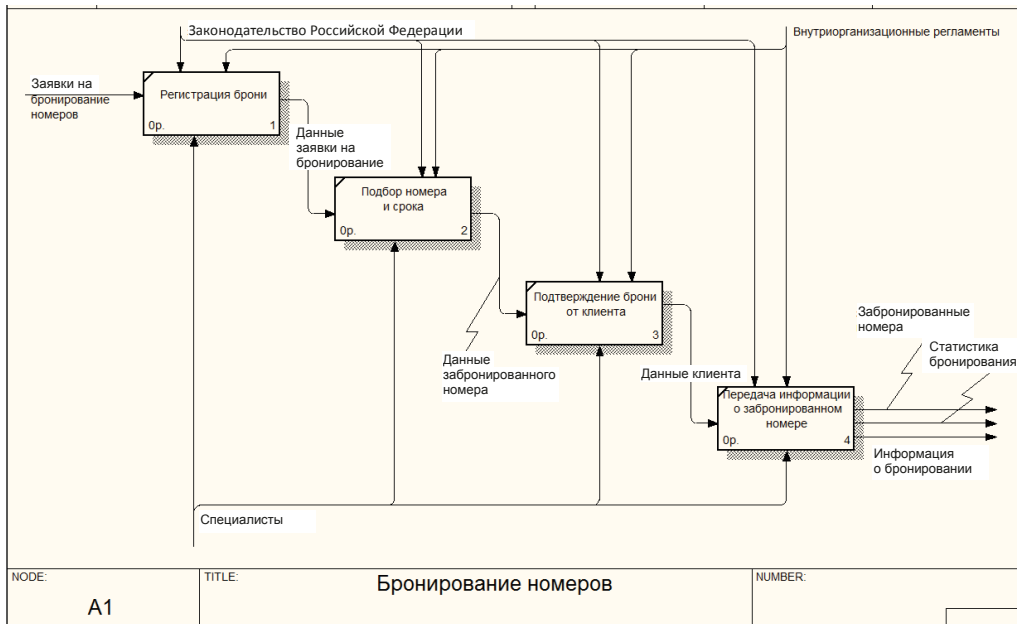 Законодательство Российской Федерации
Внутриорганизационные регламенты
Заявки на
бронирование
номеров
Регистрация брони
0р.
1
Данные
заявки на
бронирование
Подбор номера
и срока
0р.
2
Подтверждение брони
от клиента
0р.
3
Данные
забронированного
номера
Данные клиента
Передача информации
о забронированном
номере
0р.
4
Забронированные
номера
Статистика
бронирования
Информация
о бронировании
Специалисты
NODE:
A1
TITLE:
Бронирование номеров
NUMBER: